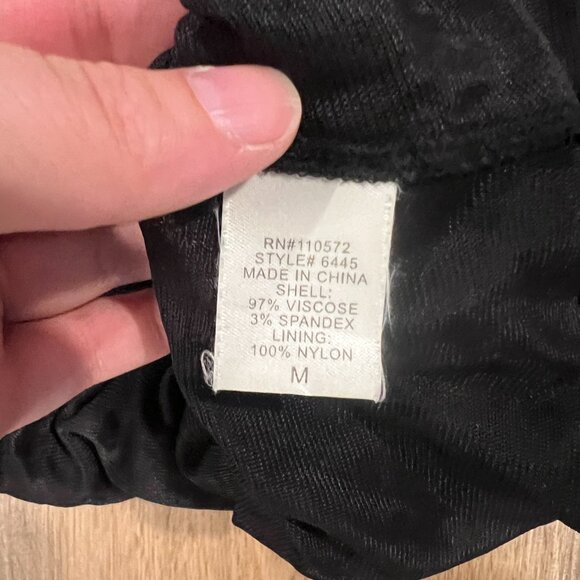 RN#110572
STYLE# 6445
MADE IN CHINA
SHELL:
97% VISCOSE
3% SPANDEX
LINING:
100% NYLON
M